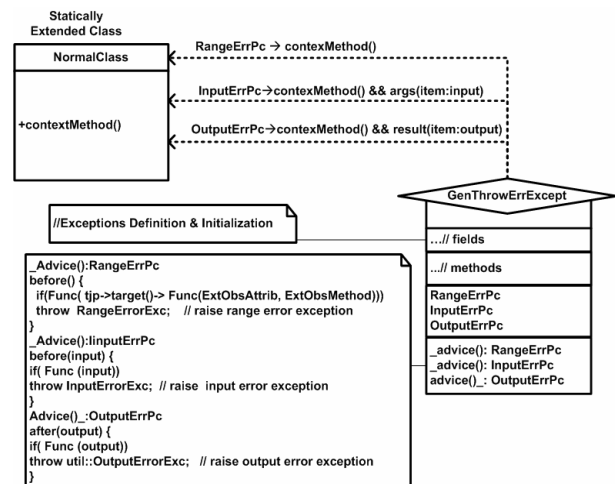 Statically
Extended Class
NormalClass
+contextMethod()
RangeErrPc → contexMethod()
InputErrPc→contexMethod() && args(item:input)
OutputErrPc→contexMethod() && result(item:output)
GenThrowErrExcept
...// fields
...// methods
RangeErrPc
InputErrPc
OutputErrPc
_advice(): RangeErrPc
_advice(): InputErrPc
advice()_: OutputErrPc
//Exceptions Definition & Initialization
_Advice():RangeErrPc
before() {
if(Func( tjp->target()-> Func(ExtObsAttrib, ExtObsMethod)))
throw RangeErrorExc; // raise range error exception
}
_Advice():IinputErrPc
before(input) {
if( Func (input))
throw InputErrorExc; // raise input error exception
}
Advice()_:OutputErrPc
after(output) {
if( Func (output))
throw util::OutputErrorExc; // raise output error exception
}